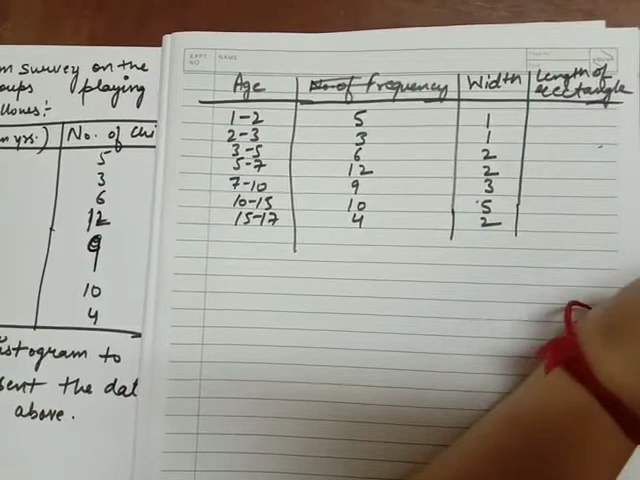 m survey on the
oups playing
llows:-
n yrs.) No. of Chi
5
3
6
12
9
10
4
istogram to
sent the dat
above.
EXPT NO NAME
Age Frequency Width Length of rectangle
1-2 5 1
2-3 3 1
3-5 6 2
5-7 12 2
7-10 9 3
10-15 10 5
15-17 4 2